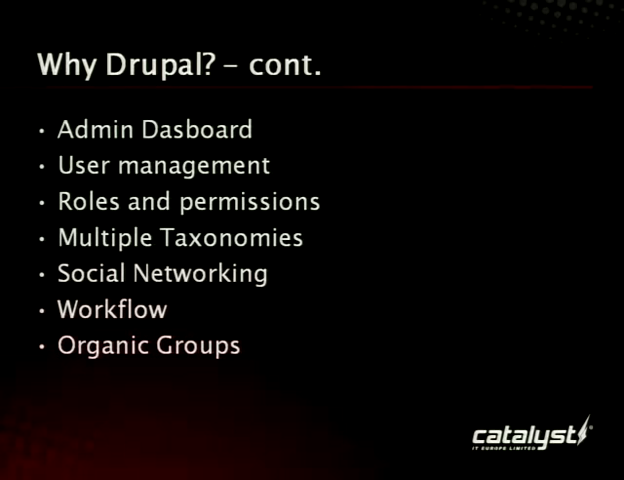 Why Drupal? – cont.
• Admin Dasboard
• User management
• Roles and permissions
• Multiple Taxonomies
• Social Networking
• Workflow
• Organic Groups
catalyst
IT EUROPE LIMITED